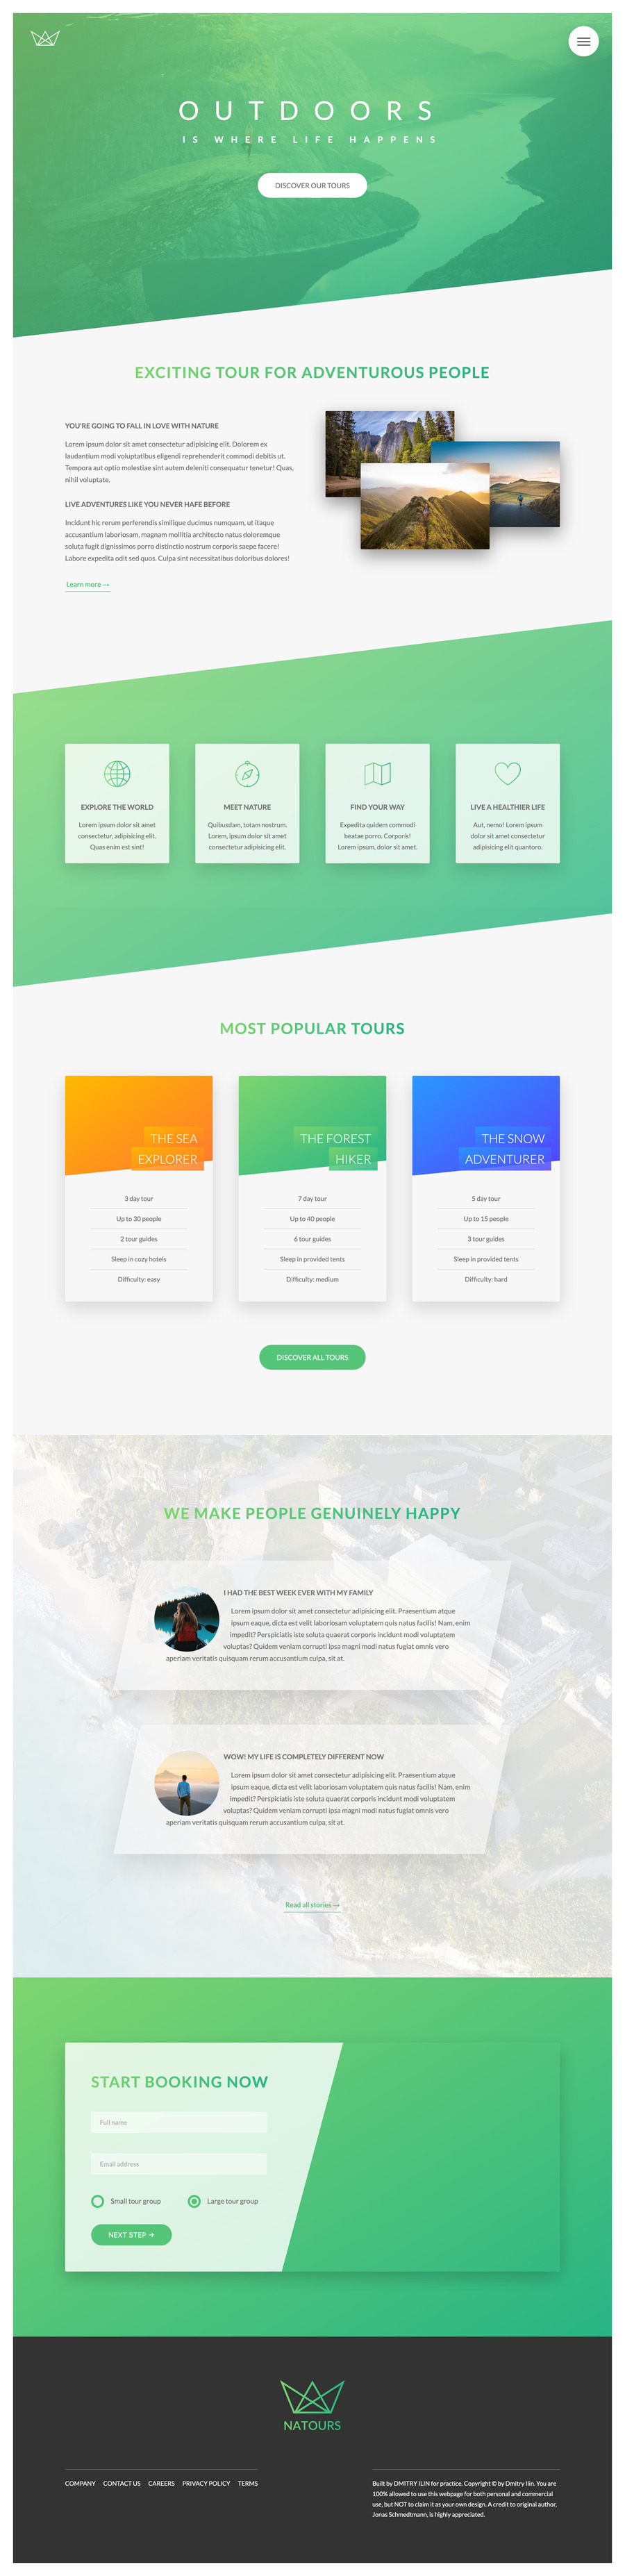 OUTDOORS
IS WHERE LIFE HAPPENS
DISCOVER OUR TOURS
EXCITING TOUR FOR ADVENTUROUS PEOPLE
YOU'RE GOING TO FALL IN LOVE WITH NATURE
Lorem ipsum dolor sit amet consectetur adipisicing elit. Dolorem ex
laudantium modi voluptatibus eligendi reprehenderit commodi debitis ut.
Tempora aut optio molestiae sint autem deleniti consequatur tenetur! Quas,
nihil voluptate.
LIVE ADVENTURES LIKE YOU NEVER HAFE BEFORE
Incidunt hic rerum perferendis similique ducimus numquam, ut itaque
accusantium laboriosam, magnam mollitia architecto natus doloremque
soluta fugit dignissimos porro distinctio nostrum corporis saepe facere!
Labore expedita odit sed quos. Culpa sint necessitatibus doloribus dolores!
Learn more →
EXPLORE THE WORLD
Lorem ipsum dolor sit amet
consectetur, adipisicing elit.
Quas enim est sint!
MEET NATURE
Quibusdam, totam nostrum.
Lorem, ipsum dolor sit amet
consectetur adipisicing elit.
FIND YOUR WAY
Expedita quidem commodi
beatae porro. Corporis!
Lorem ipsum, dolor sit amet.
LIVE A HEALTHIER LIFE
Aut, nemo! Lorem ipsum
dolor sit amet consectetur
adipisicing elit quantoro.
MOST POPULAR TOURS
THE SEA
EXPLORER
3 day tour
Up to 30 people
2 tour guides
Sleep in cozy hotels
Difficulty: easy
THE FOREST
HIKER
7 day tour
Up to 40 people
6 tour guides
Sleep in provided tents
Difficulty: medium
THE SNOW
ADVENTURER
5 day tour
Up to 15 people
3 tour guides
Sleep in provided tents
Difficulty: hard
DISCOVER ALL TOURS
WE MAKE PEOPLE GENUINELY HAPPY
I HAD THE BEST WEEK EVER WITH MY FAMILY
Lorem ipsum dolor sit amet consectetur adipisicing elit. Praesentium atque
ipsum eaque, dicta est velit laboriosam voluptatem quis natus facilis! Nam, enim
impedit? Perspiciatis iste soluta quaerat corporis incidunt modi voluptatem
voluptas? Quidem veniam corrupti ipsa magni modi natus fugiat omnis vero
aperiam veritatis quisquam rerum accusantium culpa, sit at.
WOW! MY LIFE IS COMPLETELY DIFFERENT NOW
Lorem ipsum dolor sit amet consectetur adipisicing elit. Praesentium atque
ipsum eaque, dicta est velit laboriosam voluptatem quis natus facilis! Nam, enim
impedit? Perspiciatis iste soluta quaerat corporis incidunt modi voluptatem
voluptas? Quidem veniam corrupti ipsa magni modi natus fugiat omnis vero
aperiam veritatis quisquam rerum accusantium culpa, sit at.
Read all stories →
START BOOKING NOW
Full name
Email address
Small tour group
Large tour group
NEXT STEP →
NATOURS
COMPANY CONTACT US CAREERS PRIVACY POLICY TERMS
Built by DMITRY ILIN for practice. Copyright © by Dmitry Ilin. You are
100% allowed to use this webpage for both personal and commercial
use, but NOT to claim it as your own design. A credit to original author,
Jonas Schmedtmann, is highly appreciated.